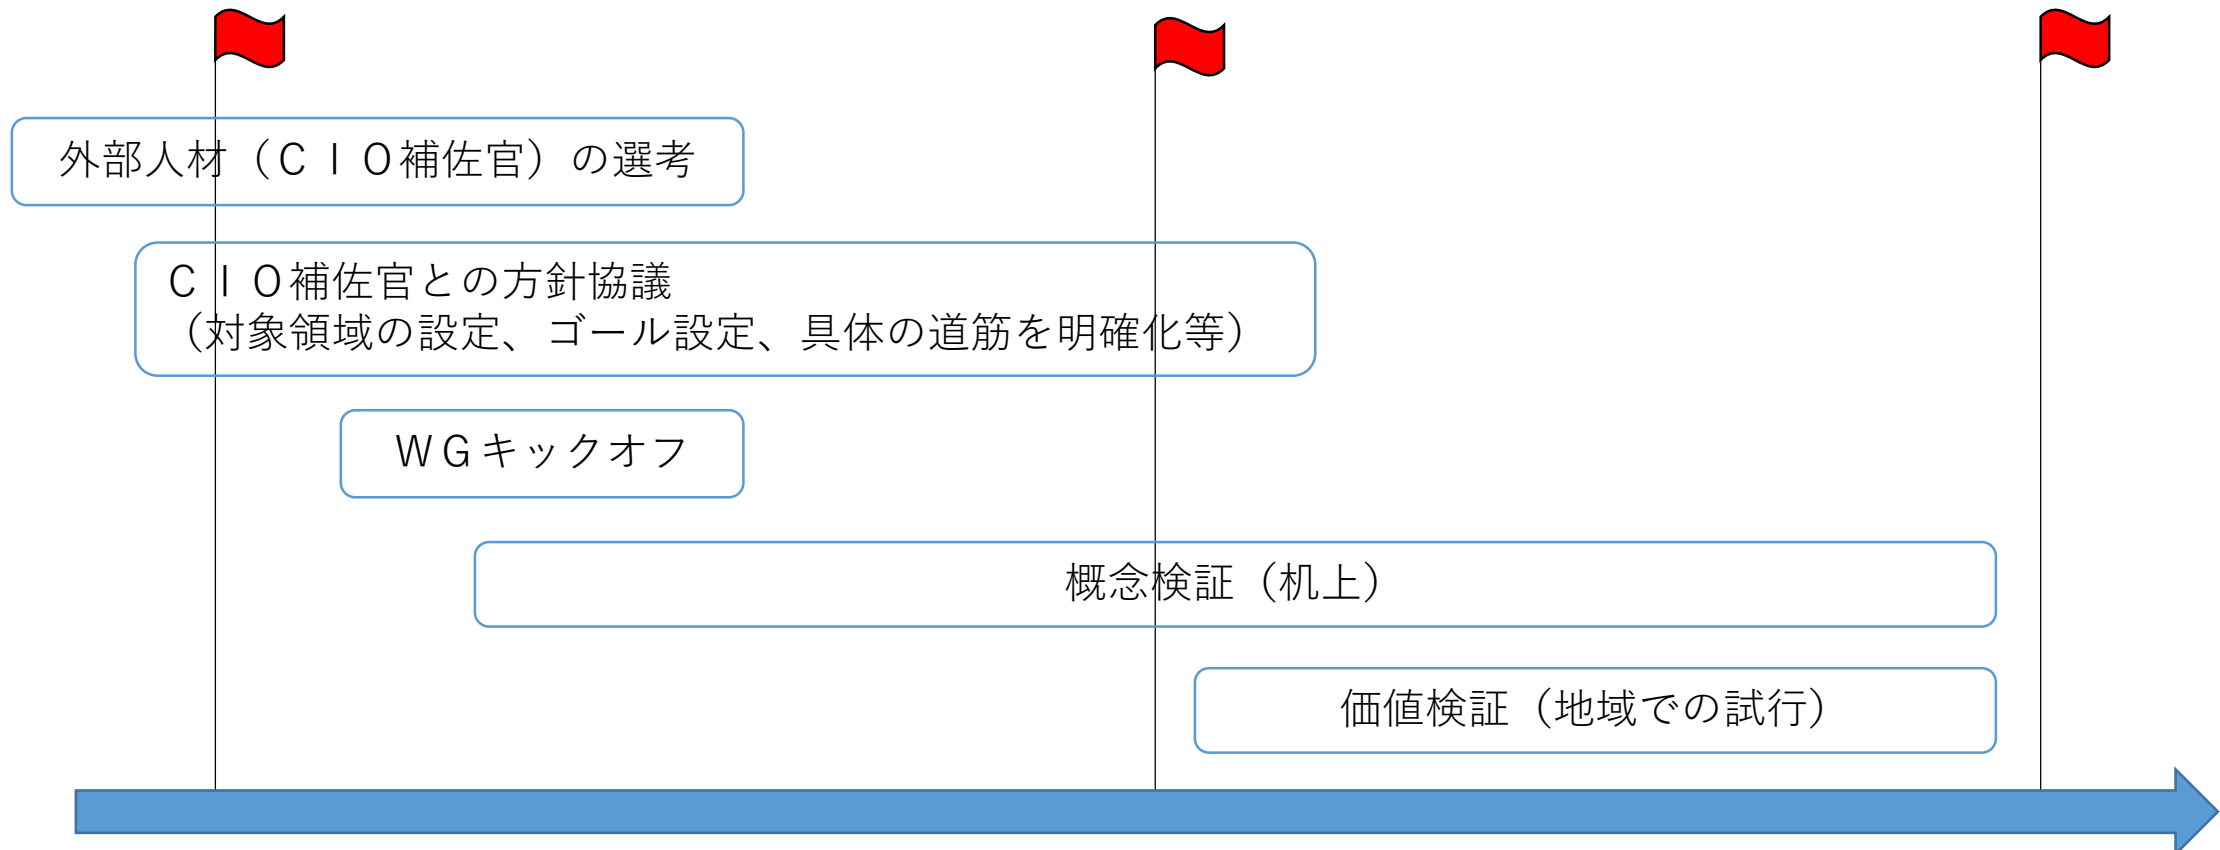 外部人材（ＣＩＯ補佐官）の選考
ＣＩＯ補佐官との方針協議
（対象領域の設定、ゴール設定、具体の道筋を明確化等）
ＷＧキックオフ
概念検証（机上）
価値検証（地域での試行）